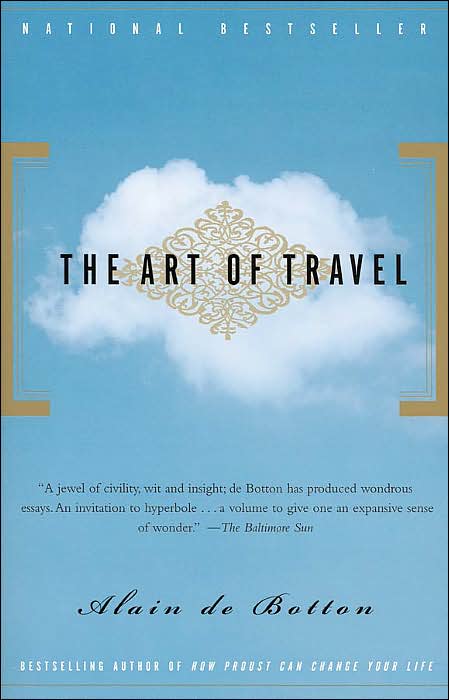 NATIONAL BESTSELLER
THE ART OF TRAVEL
“A jewel of civility, wit and insight; de Botton has produced wondrous
essays. An invitation to hyperbole . . . a volume to give one an expansive sense
of wonder.” —The Baltimore Sun
Alain de Botton
BESTSELLING AUTHOR OF HOW PROUST CAN CHANGE YOUR LIFE